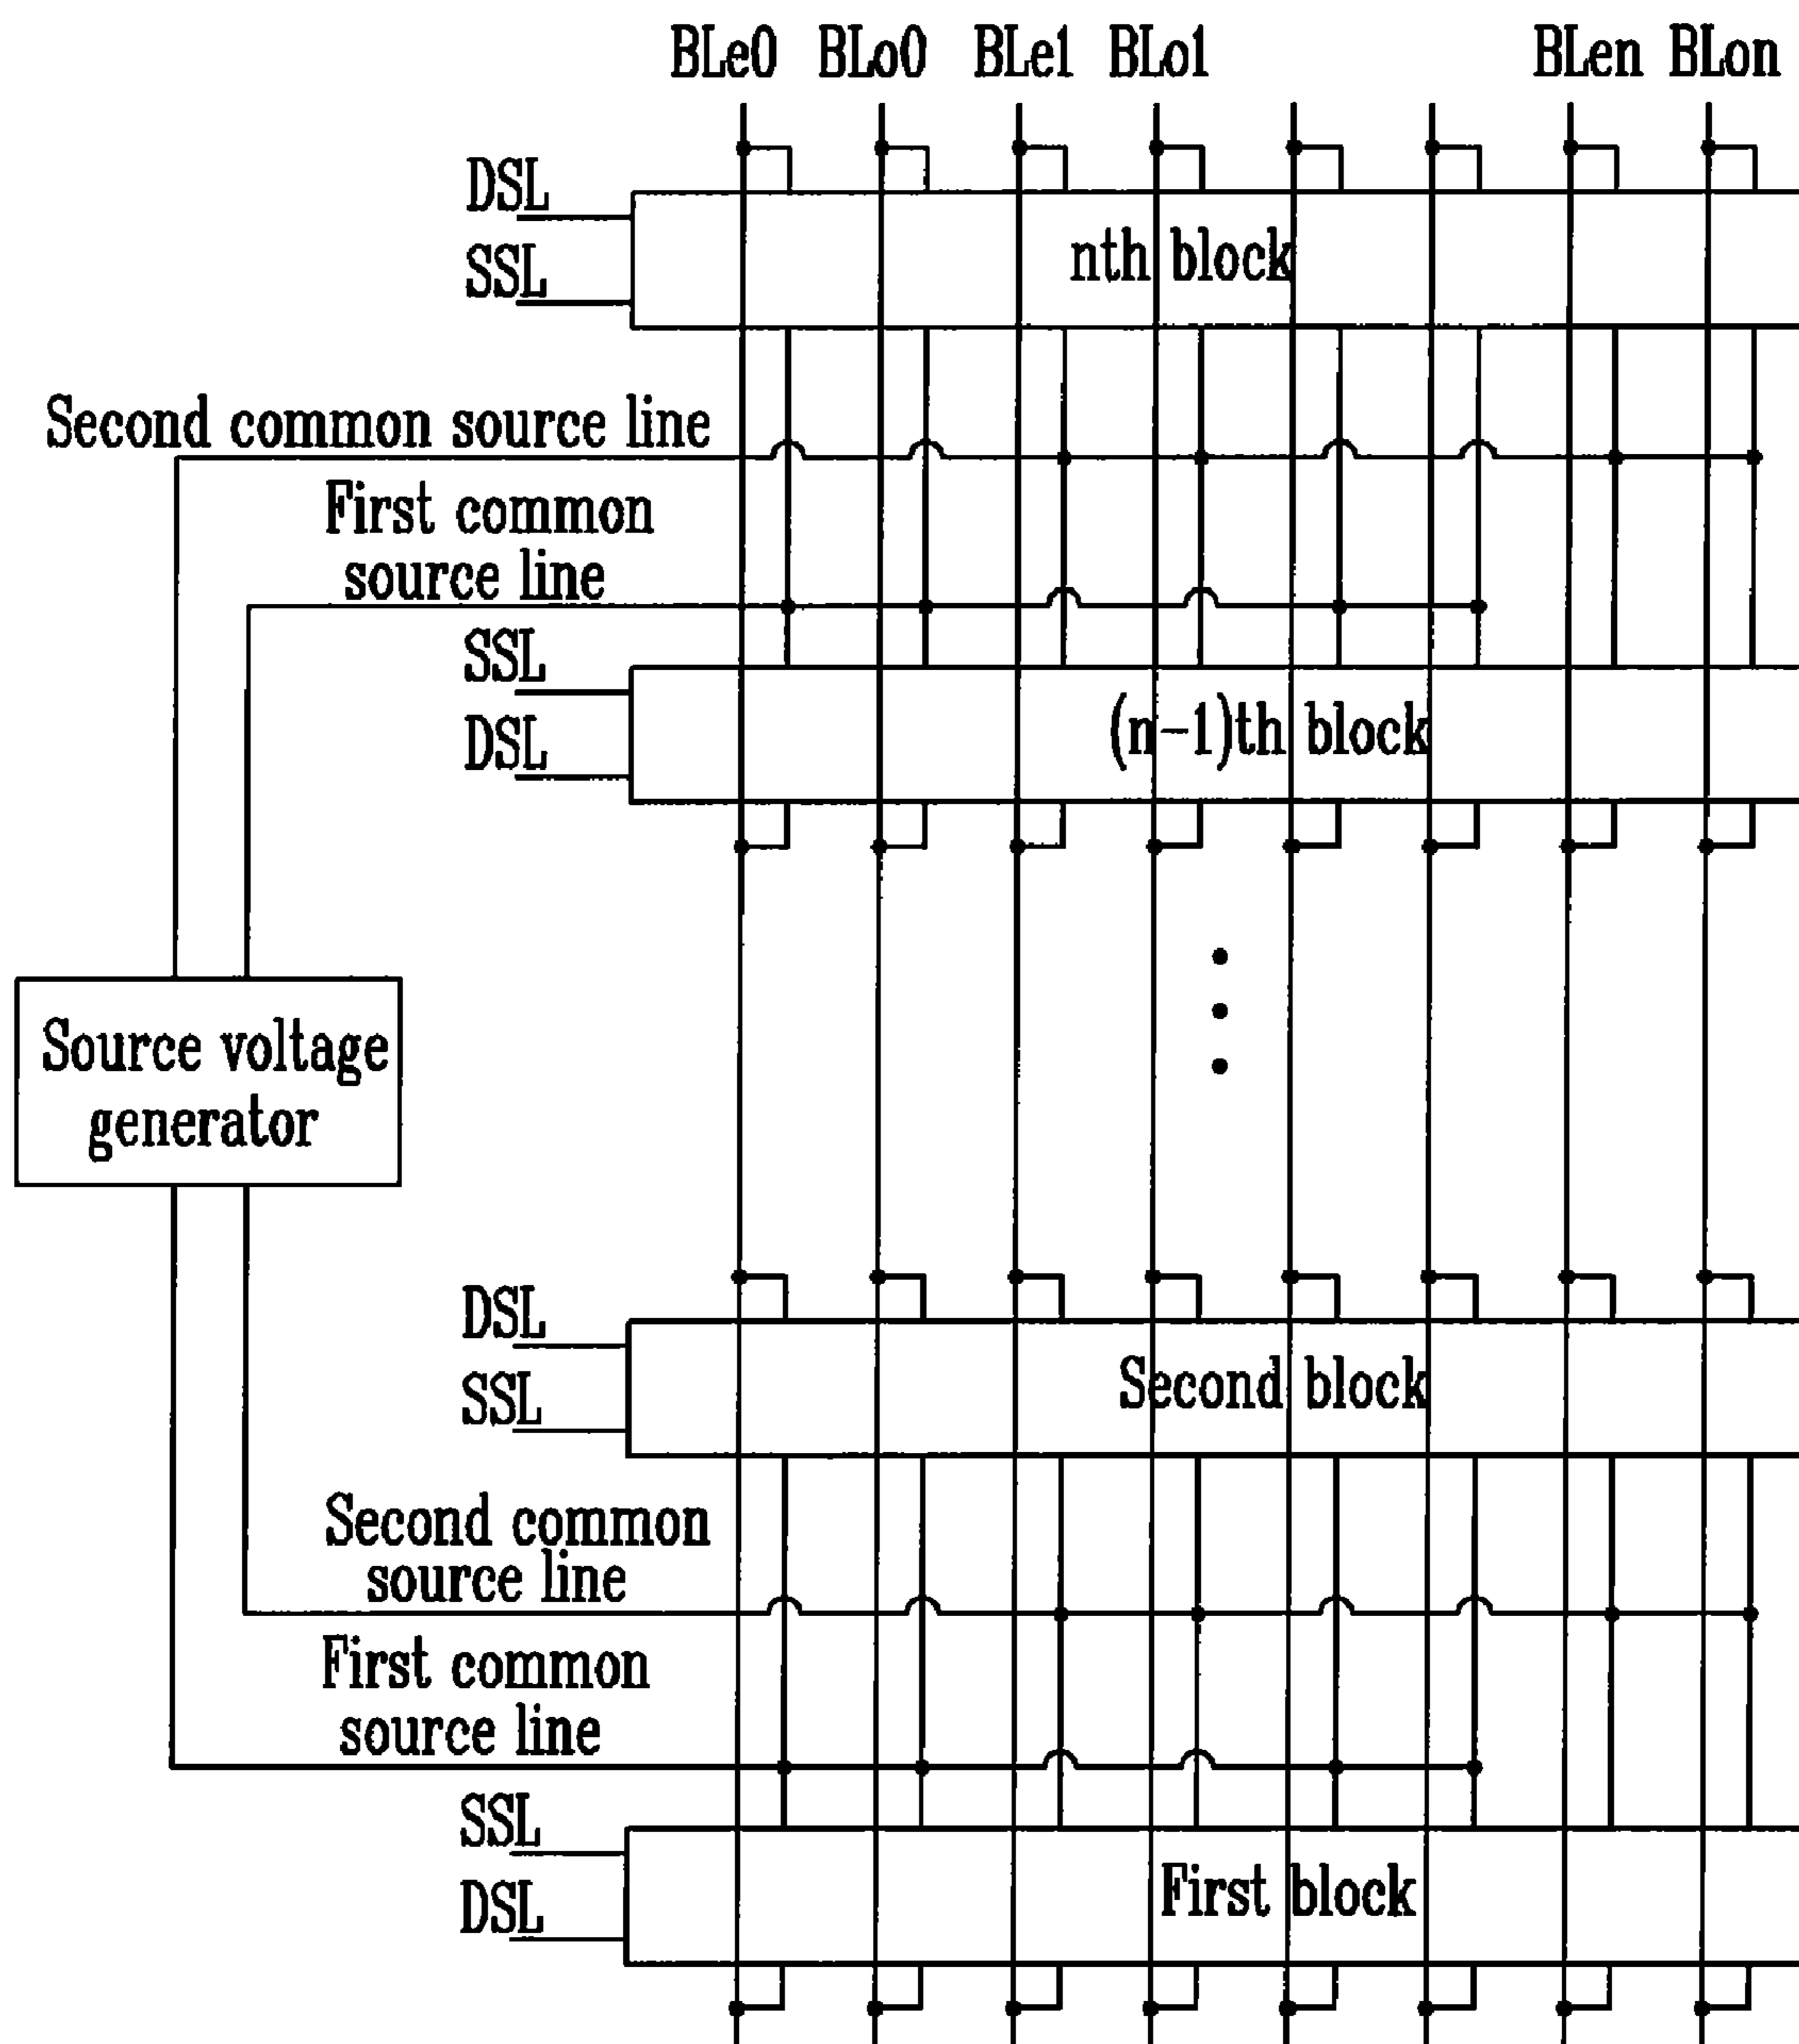 BLe0 BLo0 BLe1 BLo1 BLen BLon
DSL
SSL
nth block
Second common source line
First common
source line
SSL
DSL
(n-1)th block
Source voltage
generator
DSL
SSL
Second block
Second common
source line
First common
source line
SSL
DSL
First block